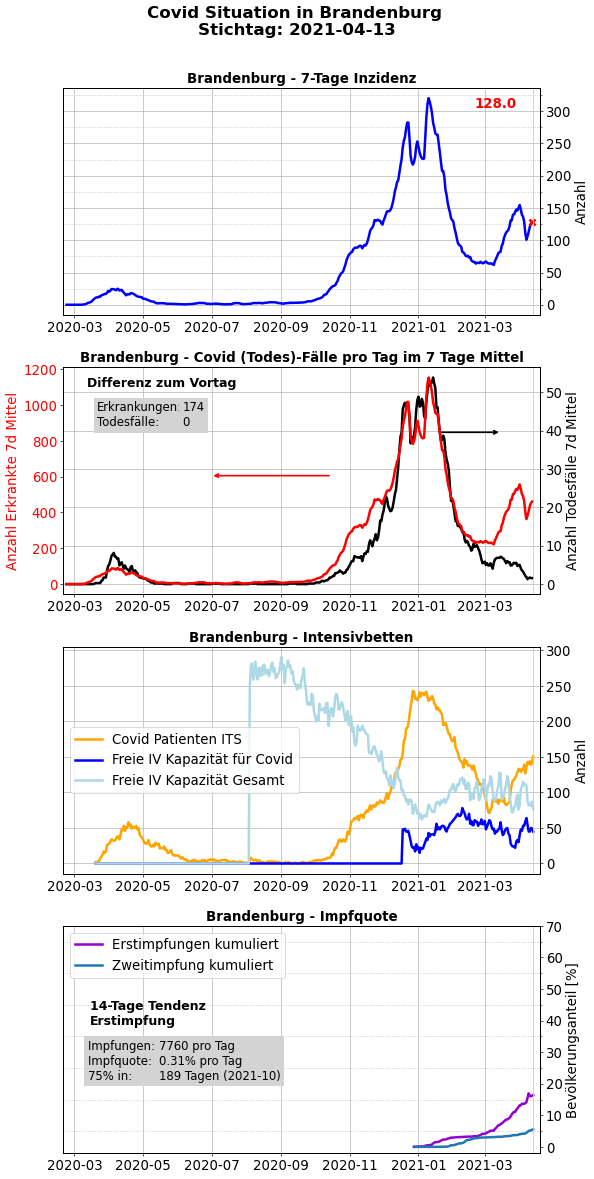 Covid Situation in Brandenburg
Stichtag: 2021-04-13
Brandenburg - 7-Tage Inzidenz
128.0
300
250
200
150
100
50
0
Anzahl
2020-03 2020-05 2020-07 2020-09 2020-11 2021-01 2021-03
Brandenburg - Covid (Todes)-Fälle pro Tag im 7 Tage Mittel
Anzahl Erkrankte 7d Mittel
1200
1000
800
600
400
200
0
Differenz zum Vortag
Erkrankungen: 174
Todesfälle: 0
50
40
30
20
10
0
Anzahl Todesfälle 7d Mittel
2020-03 2020-05 2020-07 2020-09 2020-11 2021-01 2021-03
Brandenburg - Intensivbetten
Covid Patienten ITS
Freie IV Kapazität für Covid
Freie IV Kapazität Gesamt
300
250
200
150
100
50
0
Anzahl
2020-03 2020-05 2020-07 2020-09 2020-11 2021-01 2021-03
Brandenburg - Impfquote
Erstimpfungen kumuliert
Zweitimpfung kumuliert
14-Tage Tendenz
Erstimpfung
Impfungen: 7760 pro Tag
Impfquote: 0.31% pro Tag
75% in: 189 Tagen (2021-10)
70
60
50
40
30
20
10
0
Bevölkerungsanteil [%]
2020-03 2020-05 2020-07 2020-09 2020-11 2021-01 2021-03